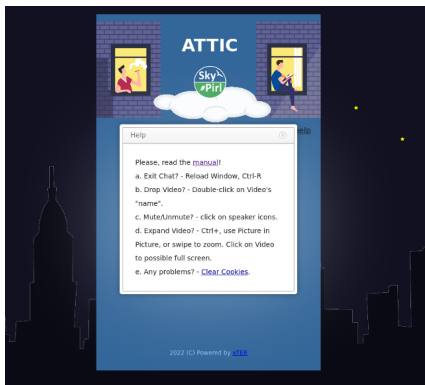 ATTIC
Sky
Pirl
elp
Help
Please, read the manual!
a. Exit Chat? - Reload Window, Ctrl-R
b. Drop Video? - Double-click on Video's
"name".
c. Mute/Unmute? - click on speaker icons.
d. Expand Video? - Ctrl+, use Picture in
Picture, or swipe to zoom. Click on Video
to possible full screen.
e. Any problems? - Clear Cookies.
2022 (C) Powered by xTER